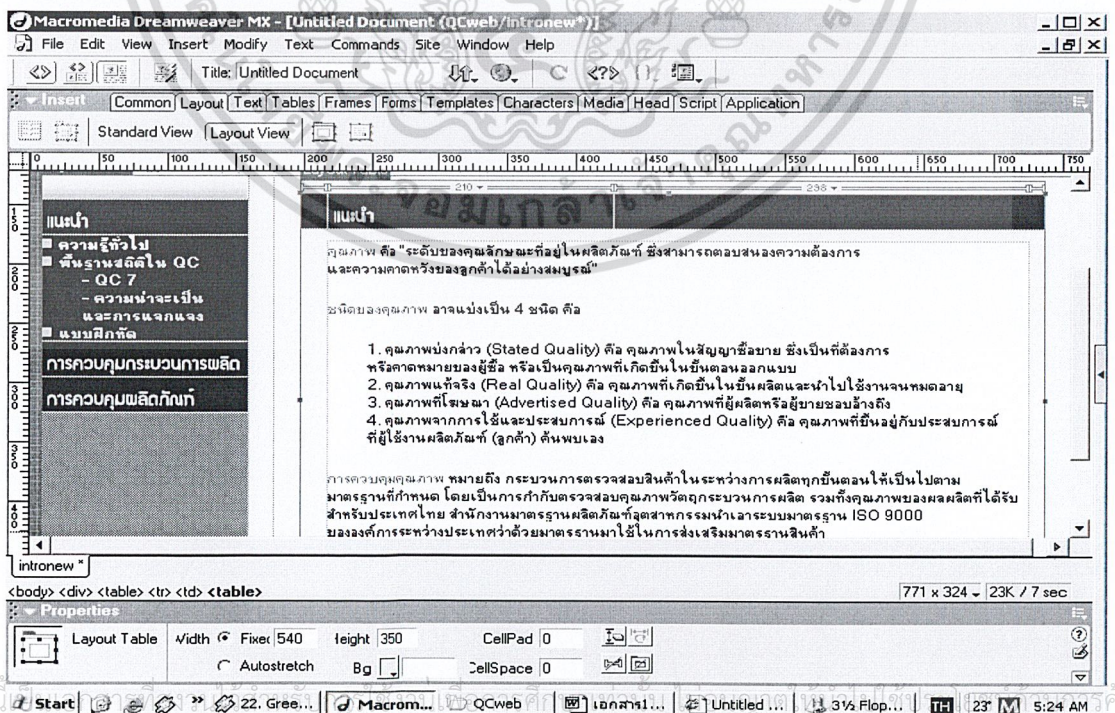 Macromedia Dreamweaver MX - [Untitled Document (QCweb/intronew*)]
File Edit View Insert Modify Text Commands Site Window Help
Title: Untitled Document
Insert Common Layout Text Tables Frames Forms Templates Characters Media Head Script Application
Standard View Layout View
0 50 100 150 200 250 300 350 400 450 500 550 600 650 700 750
210 298
แนะนำ
ความรู้ทั่วไป
พื้นฐานสถิติใน QC
- QC 7
- ความน่าจะเป็น
และการแจกแจง
แบบฝึกหัด
การควบคุมกระบวนการผลิต
การควบคุมผลิตภัณฑ์
แนะนำ
คุณภาพ คือ "ระดับของคุณลักษณะที่อยู่ในผลิตภัณฑ์ ซึ่งสามารถตอบสนองความต้องการ
และความคาดหวังของลูกค้าได้อย่างสมบูรณ์"
ชนิดของคุณภาพ อาจแบ่งเป็น 4 ชนิด คือ
1. คุณภาพบ่งกล่าว (Stated Quality) คือ คุณภาพในสัญญาซื้อขาย ซึ่งเป็นที่ต้องการ
หรือคาดหมายของผู้ซื้อ หรือเป็นคุณภาพที่เกิดขึ้นในขั้นตอนออกแบบ
2. คุณภาพแท้จริง (Real Quality) คือ คุณภาพที่เกิดขึ้นในขั้นผลิตและนำไปใช้งานจนหมดอายุ
3. คุณภาพที่โฆษณา (Advertised Quality) คือ คุณภาพที่ผู้ผลิตหรือผู้ขายชอบอ้างถึง
4. คุณภาพจากการใช้และประสบการณ์ (Experienced Quality) คือ คุณภาพที่ขึ้นอยู่กับประสบการณ์
ที่ผู้ใช้งานผลิตภัณฑ์ (ลูกค้า) ค้นพบเอง
การควบคุมคุณภาพ หมายถึง กระบวนการตรวจสอบสินค้าในระหว่างการผลิตทุกขั้นตอนให้เป็นไปตาม
มาตรฐานที่กำหนด โดยเป็นการกำกับตรวจสอบคุณภาพวัตถุกระบวนการผลิต รวมทั้งคุณภาพของผลผลิตที่ได้รับ
สำหรับประเทศไทย สำนักงานมาตรฐานผลิตภัณฑ์อุตสาหกรรมนำเอาระบบมาตรฐาน ISO 9000
ขององค์การระหว่างประเทศว่าด้วยมาตรฐานมาใช้ในการส่งเสริมมาตรฐานสินค้า
intronew *
<body> <div> <table> <tr> <td> <table> 771 x 324 23K / 7 sec
Properties
Layout Table Width Fixed 540 Height 350 CellPad 0
Autostretch Bg CellSpace 0
Start 22. Gree... Macrom... QCweb เอกสาร1... Untitled ... 3½ Flop... TH 23° 5:24 AM